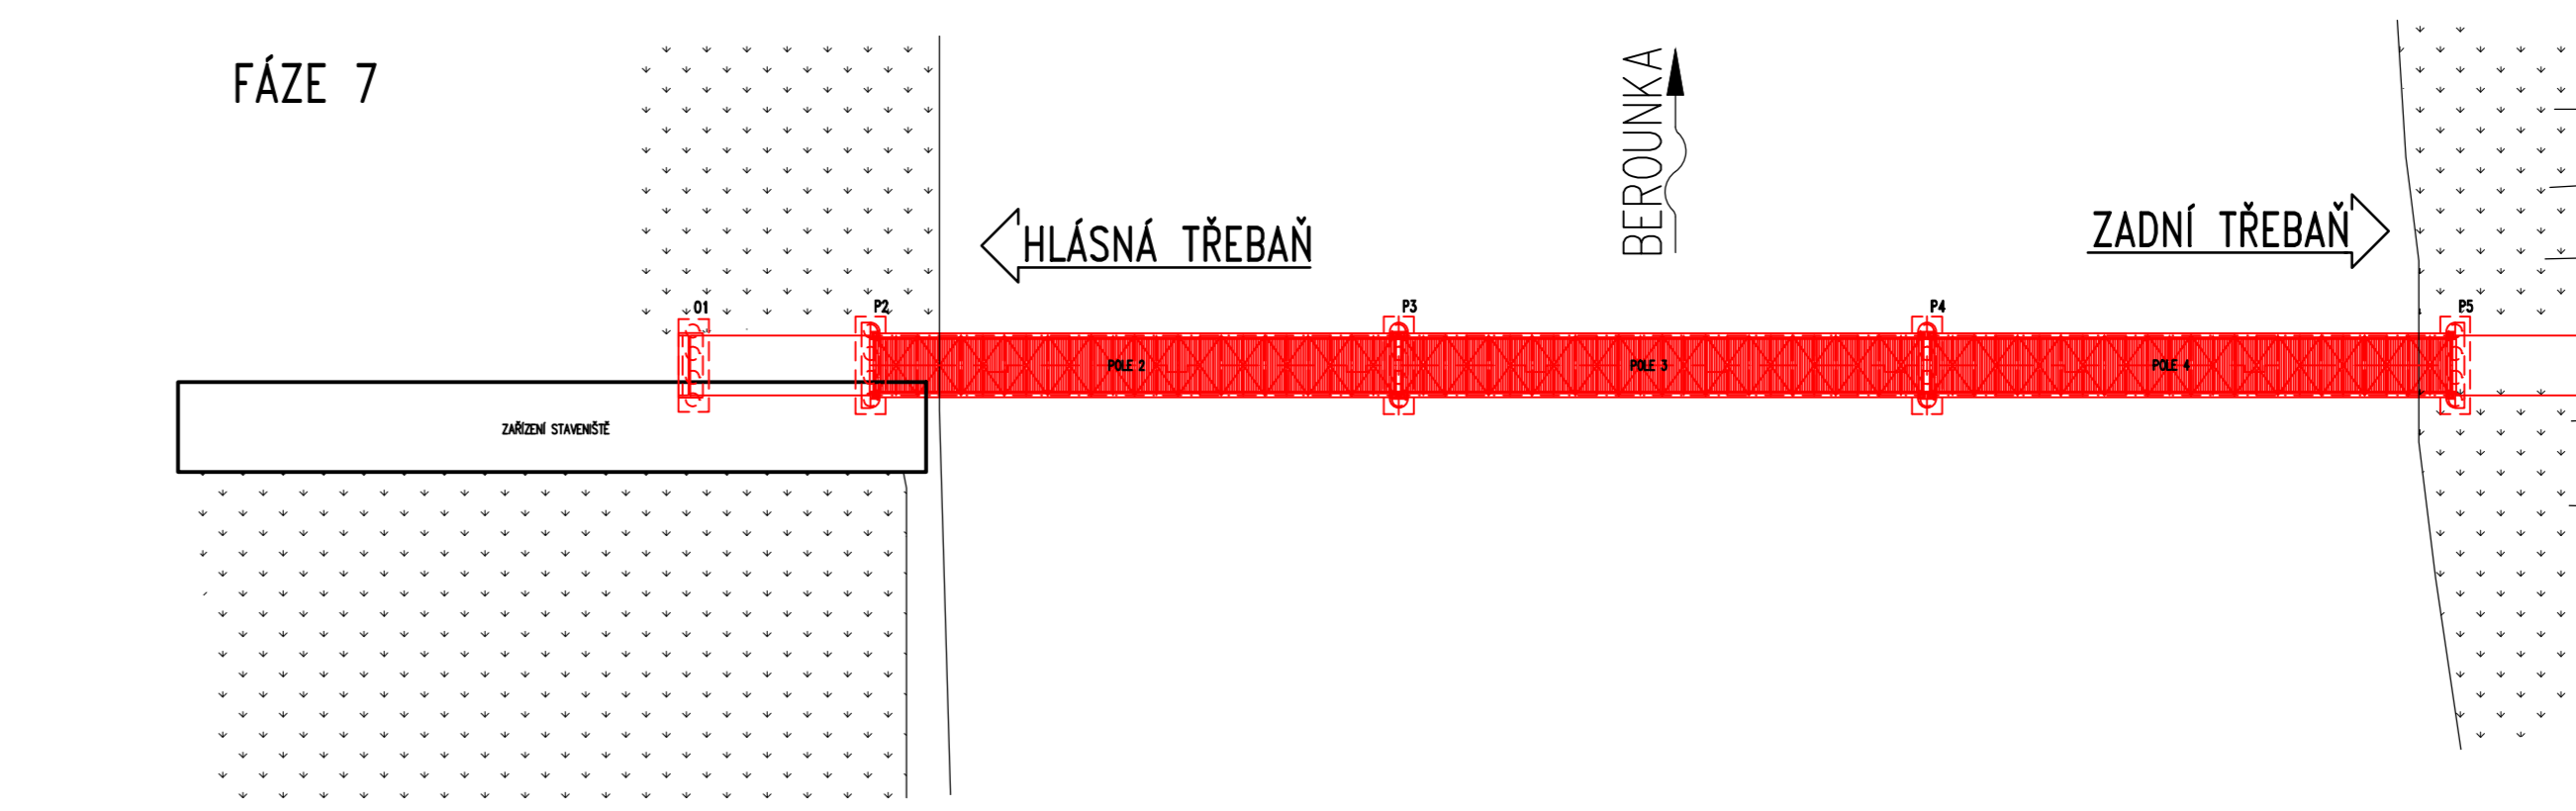 FÁZE 7
BEROUNKA
HLÁSNÁ TŘEBAŇ
ZADNÍ TŘEBAŇ
O1
P2
P3
P4
P5
POLE 2
POLE 3
POLE 4
ZAŘÍZENÍ STAVENIŠTĚ